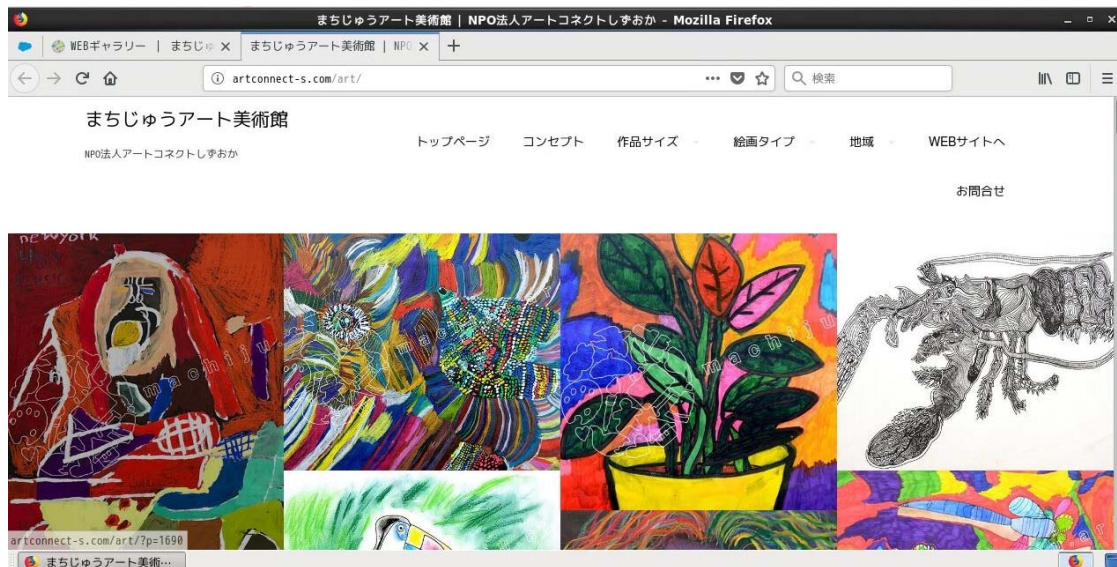 まちじゅうアート美術館 | NPO法人アートコネクトしずおか - Mozilla Firefox
WEBギャラリー | まちじゅ
まちじゅうアート美術館 | NPO
artconnect-s.com/art/
検索
まちじゅうアート美術館
NPO法人アートコネクトしずおか
トップページ
コンセプト
作品サイズ
絵画タイプ
地域
WEBサイトへ
お問合せ
newyork
machiju
machiju
machiju
artconnect-s.com/art/?p=1690
まちじゅうアート美術…